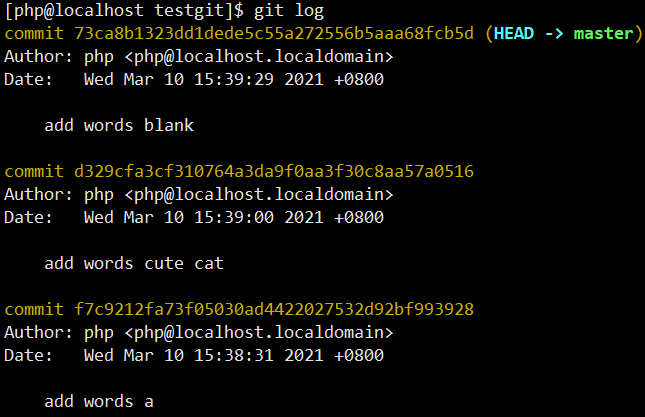 [php@localhost testgit]$ git log
commit 73ca8b1323dd1dede5c55a272556b5aaa68fcb5d (HEAD -> master)
Author: php <php@localhost.localdomain>
Date:   Wed Mar 10 15:39:29 2021 +0800
    add words blank
commit d329cfa3cf310764a3da9f0aa3f30c8aa57a0516
Author: php <php@localhost.localdomain>
Date:   Wed Mar 10 15:39:00 2021 +0800
    add words cute cat
commit f7c9212fa73f05030ad4422027532d92bf993928
Author: php <php@localhost.localdomain>
Date:   Wed Mar 10 15:38:31 2021 +0800
    add words a